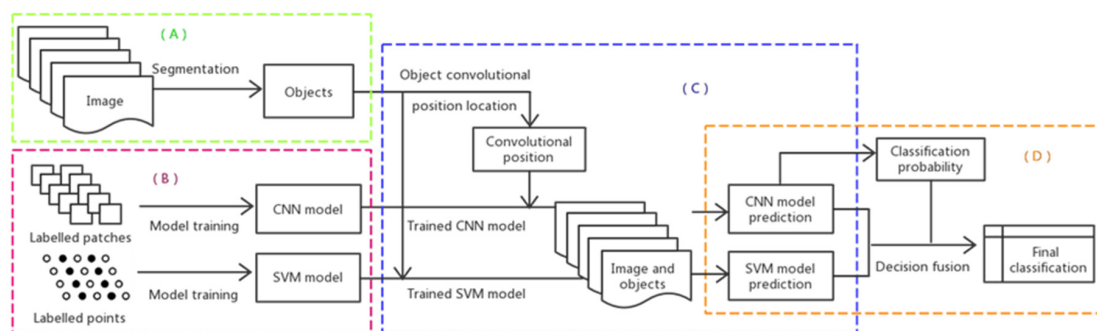 ( A )
Segmentation
Image
Objects
( B )
Labelled patches
Model training
CNN model
Labelled points
Model training
SVM model
( C )
Object convolutional
position location
Convolutional
position
Trained CNN model
Trained SVM model
Image and
objects
( D )
Classification
probability
CNN model
prediction
SVM model
prediction
Decision fusion
Final
classification